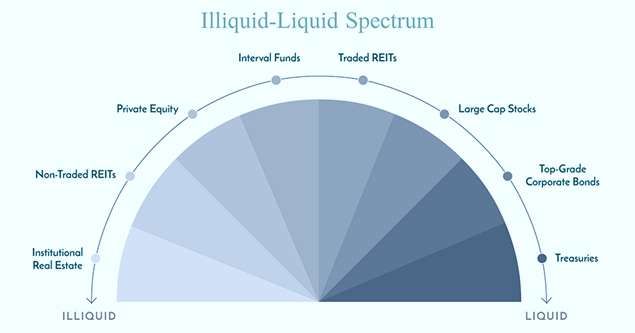 Illiquid-Liquid Spectrum
Interval Funds
Traded REITs
Private Equity
Large Cap Stocks
Non-Traded REITs
Top-Grade
Corporate Bonds
Institutional
Real Estate
Treasuries
ILLIQUID
LIQUID